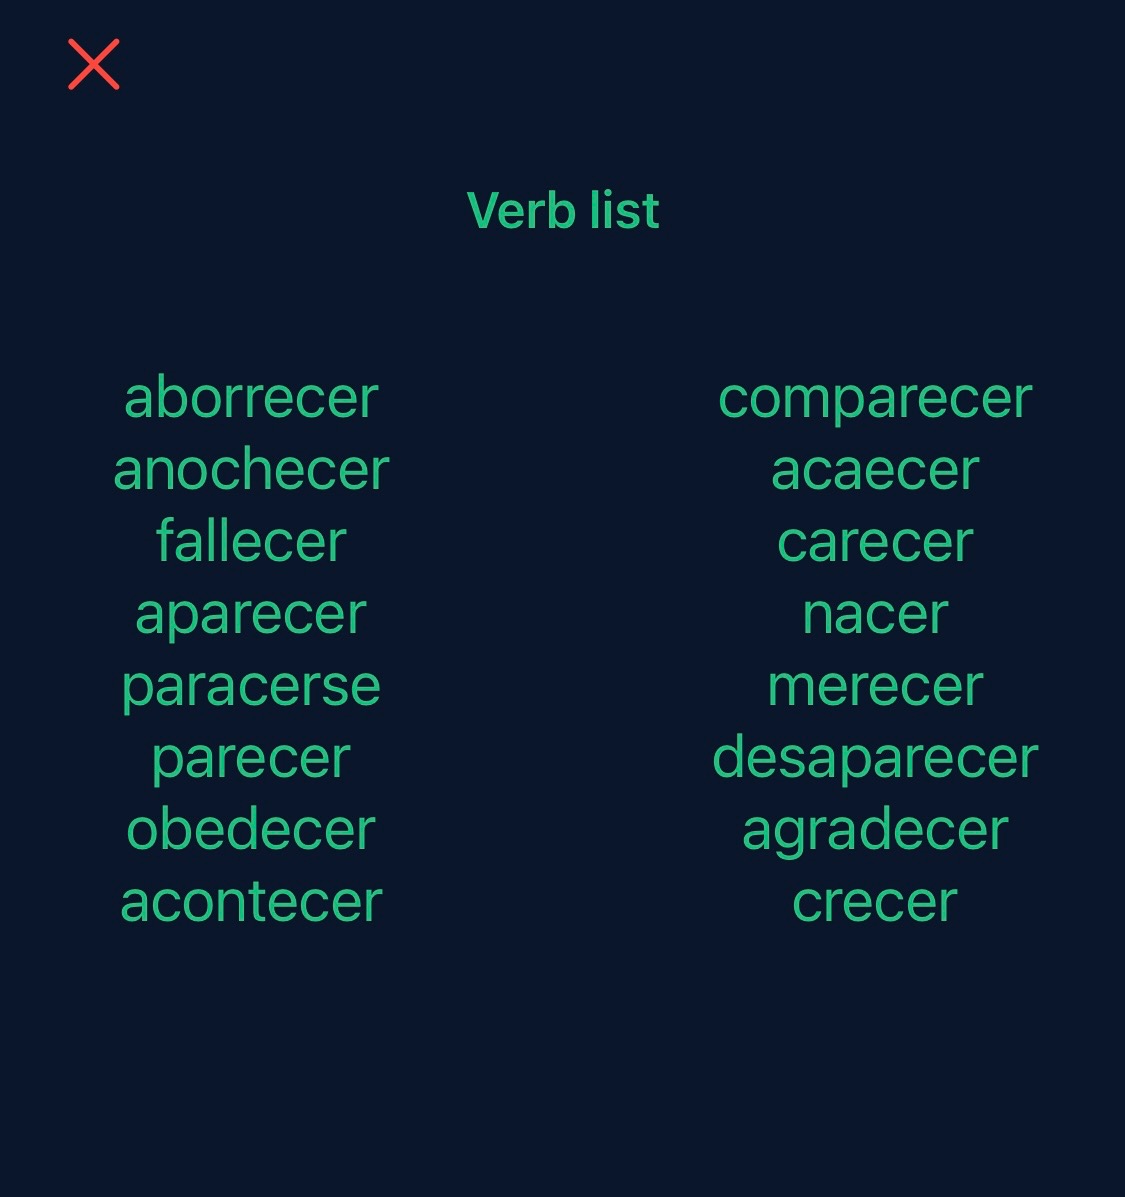 Verb list
aborrecer
anochecer
fallecer
aparecer
paracerse
parecer
obedecer
acontecer
comparecer
acaecer
carecer
nacer
merecer
desaparecer
agradecer
crecer